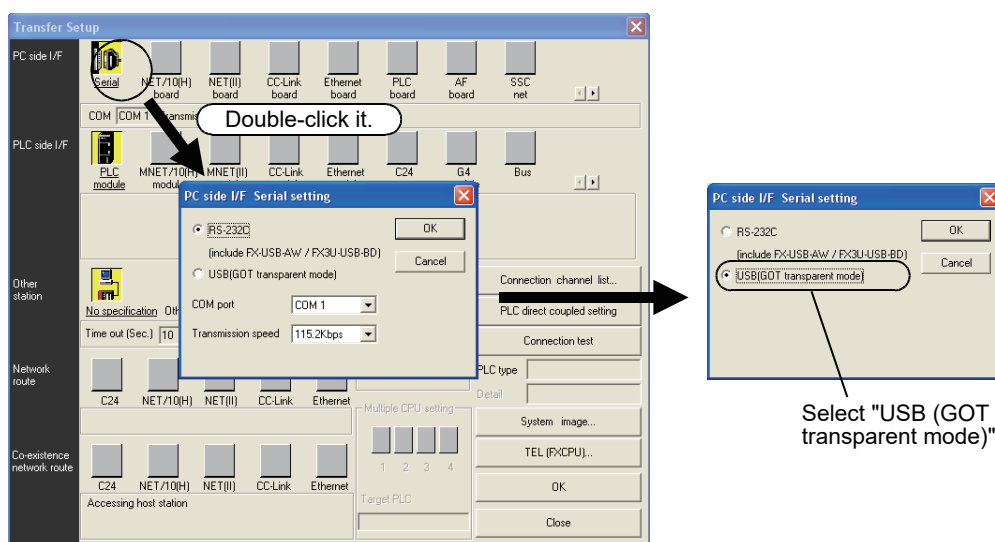 Transfer Setup
PC side I/F
Serial
NET/10(H)
board
NET(II)
board
CC-Link
board
Ethernet
board
PLC
board
AF
board
SSC
net
COM COM 1
Double-click it.
PLC side I/F
PLC
module
MNET/10(H)
MNET(II)
CC-Link
Ethernet
C24
G4
Bus
PC side I/F Serial setting
RS-232C
(include FX-USB-AW / FX3U-USB-BD)
USB(GOT transparent mode)
COM port
COM 1
Transmission speed
115.2Kbps
OK
Cancel
Other
station
No specification
Time out (Sec.) 10
Connection channel list...
PLC direct coupled setting
Connection test
PLC type
Detail
System image...
TEL (FXCPU)...
OK
Close
Network
route
C24
NET/10(H)
NET(II)
CC-Link
Ethernet
Multiple CPU setting
1 2 3 4
Target PLC
Co-existence
network route
C24
NET/10(H)
NET(II)
CC-Link
Ethernet
Accessing host station
PC side I/F Serial setting
RS-232C
(include FX-USB-AW / FX3U-USB-BD)
USB(GOT transparent mode)
OK
Cancel
Select "USB (GOT
transparent mode)"